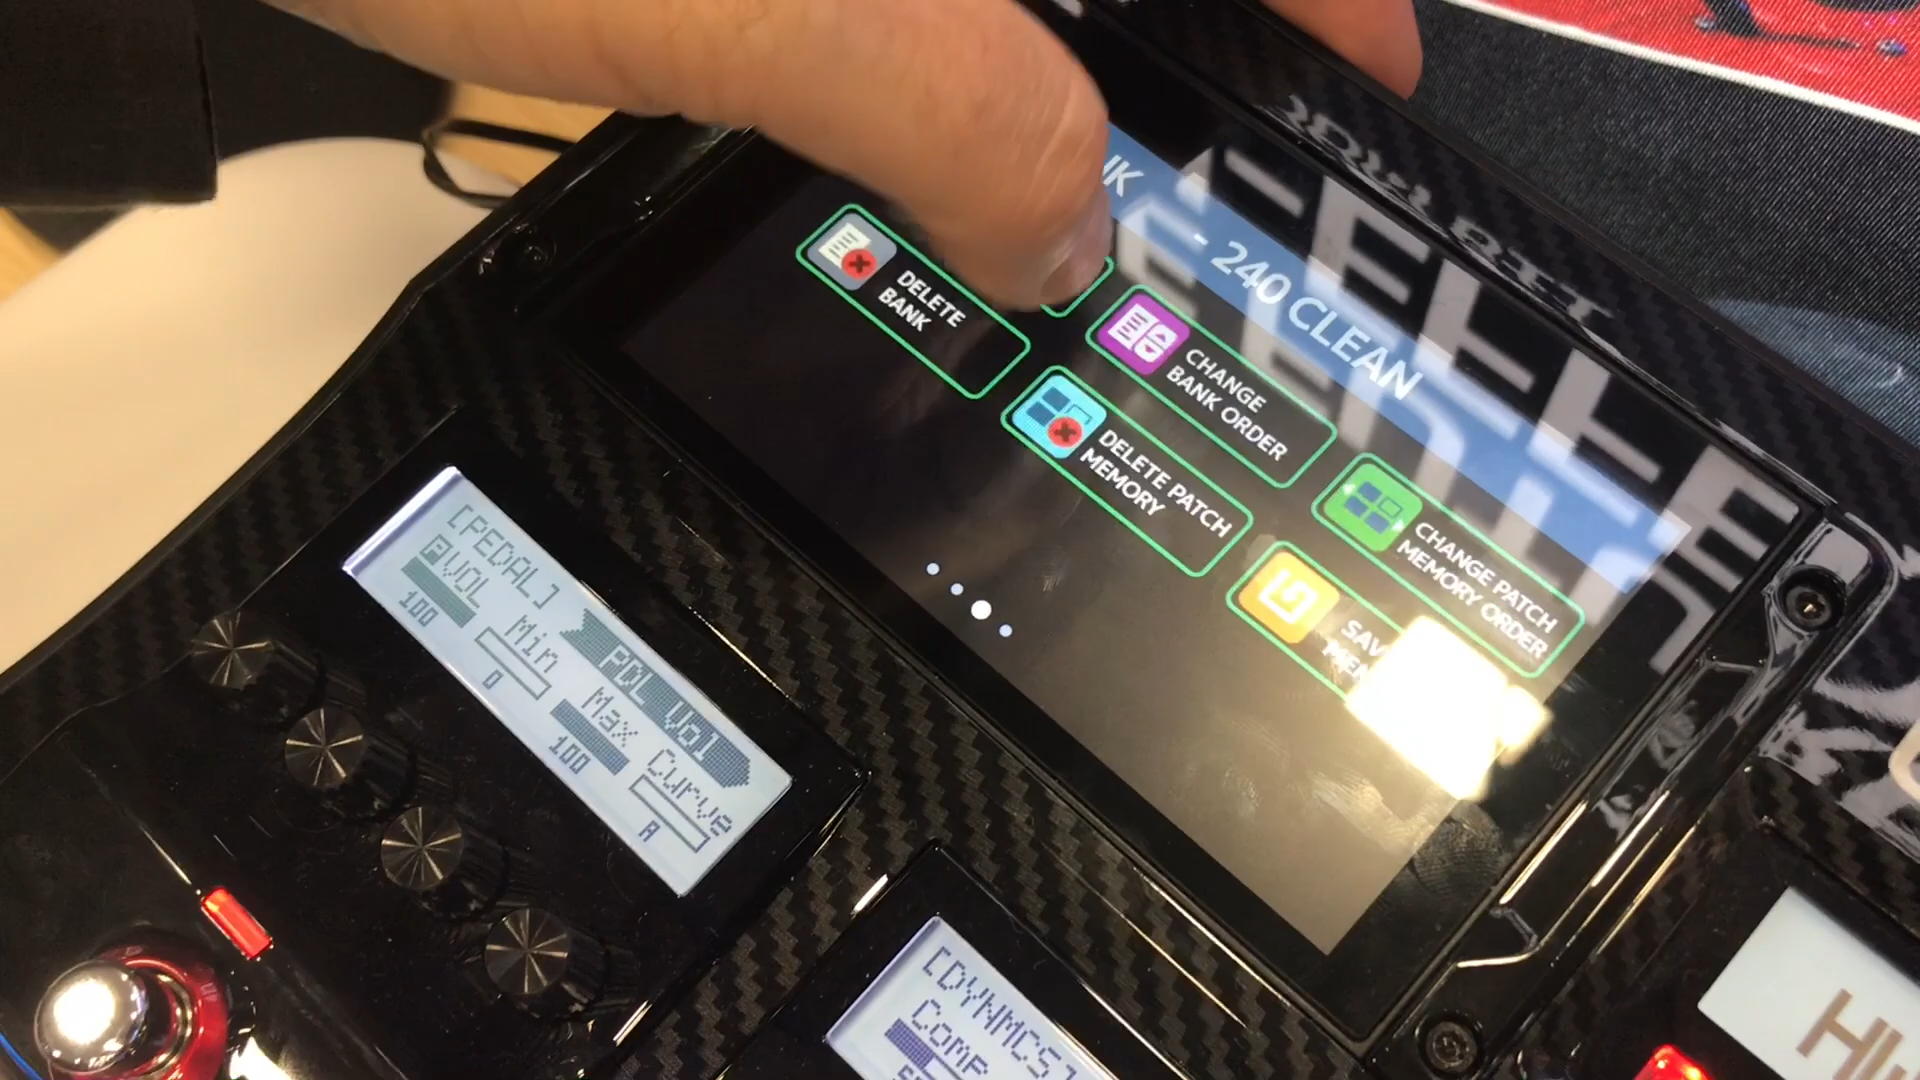 - 240 CLEAN
DELETE
BANK
CHANGE
BANK ORDER
CHANGE PATCH
MEMORY ORDER
DELETE PATCH
MEMORY
[PEDAL]
PDL Vol
VOL
Min
Max
Curve
100
0
100
A
[DYNMCS]
Comp